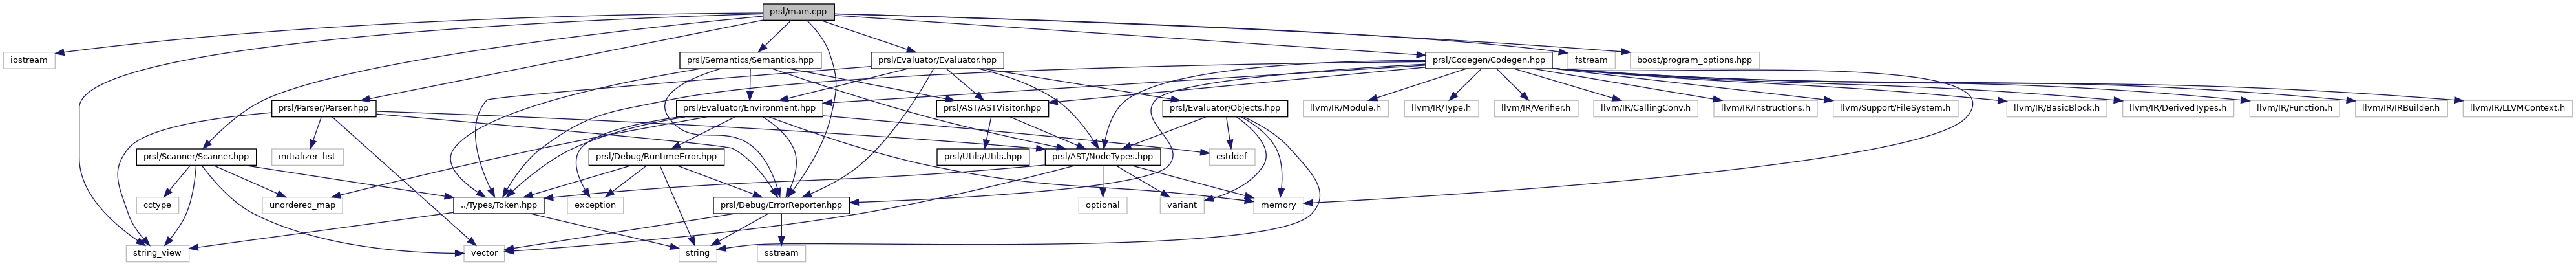 prsl/main.cpp
iostream
prsl/Semantics/Semantics.hpp
prsl/Evaluator/Evaluator.hpp
prsl/Codegen/Codegen.hpp
fstream
boost/program_options.hpp
prsl/Parser/Parser.hpp
prsl/Evaluator/Environment.hpp
prsl/AST/ASTVisitor.hpp
prsl/Evaluator/Objects.hpp
llvm/IR/Module.h
llvm/IR/Type.h
llvm/IR/Verifier.h
llvm/IR/CallingConv.h
llvm/IR/Instructions.h
llvm/Support/FileSystem.h
llvm/IR/BasicBlock.h
llvm/IR/DerivedTypes.h
llvm/IR/Function.h
llvm/IR/IRBuilder.h
llvm/IR/LLVMContext.h
prsl/Scanner/Scanner.hpp
initializer_list
prsl/Debug/RuntimeError.hpp
prsl/Utils/Utils.hpp
prsl/AST/NodeTypes.hpp
cstddef
cctype
unordered_map
../Types/Token.hpp
exception
prsl/Debug/ErrorReporter.hpp
optional
variant
memory
string_view
vector
string
sstream